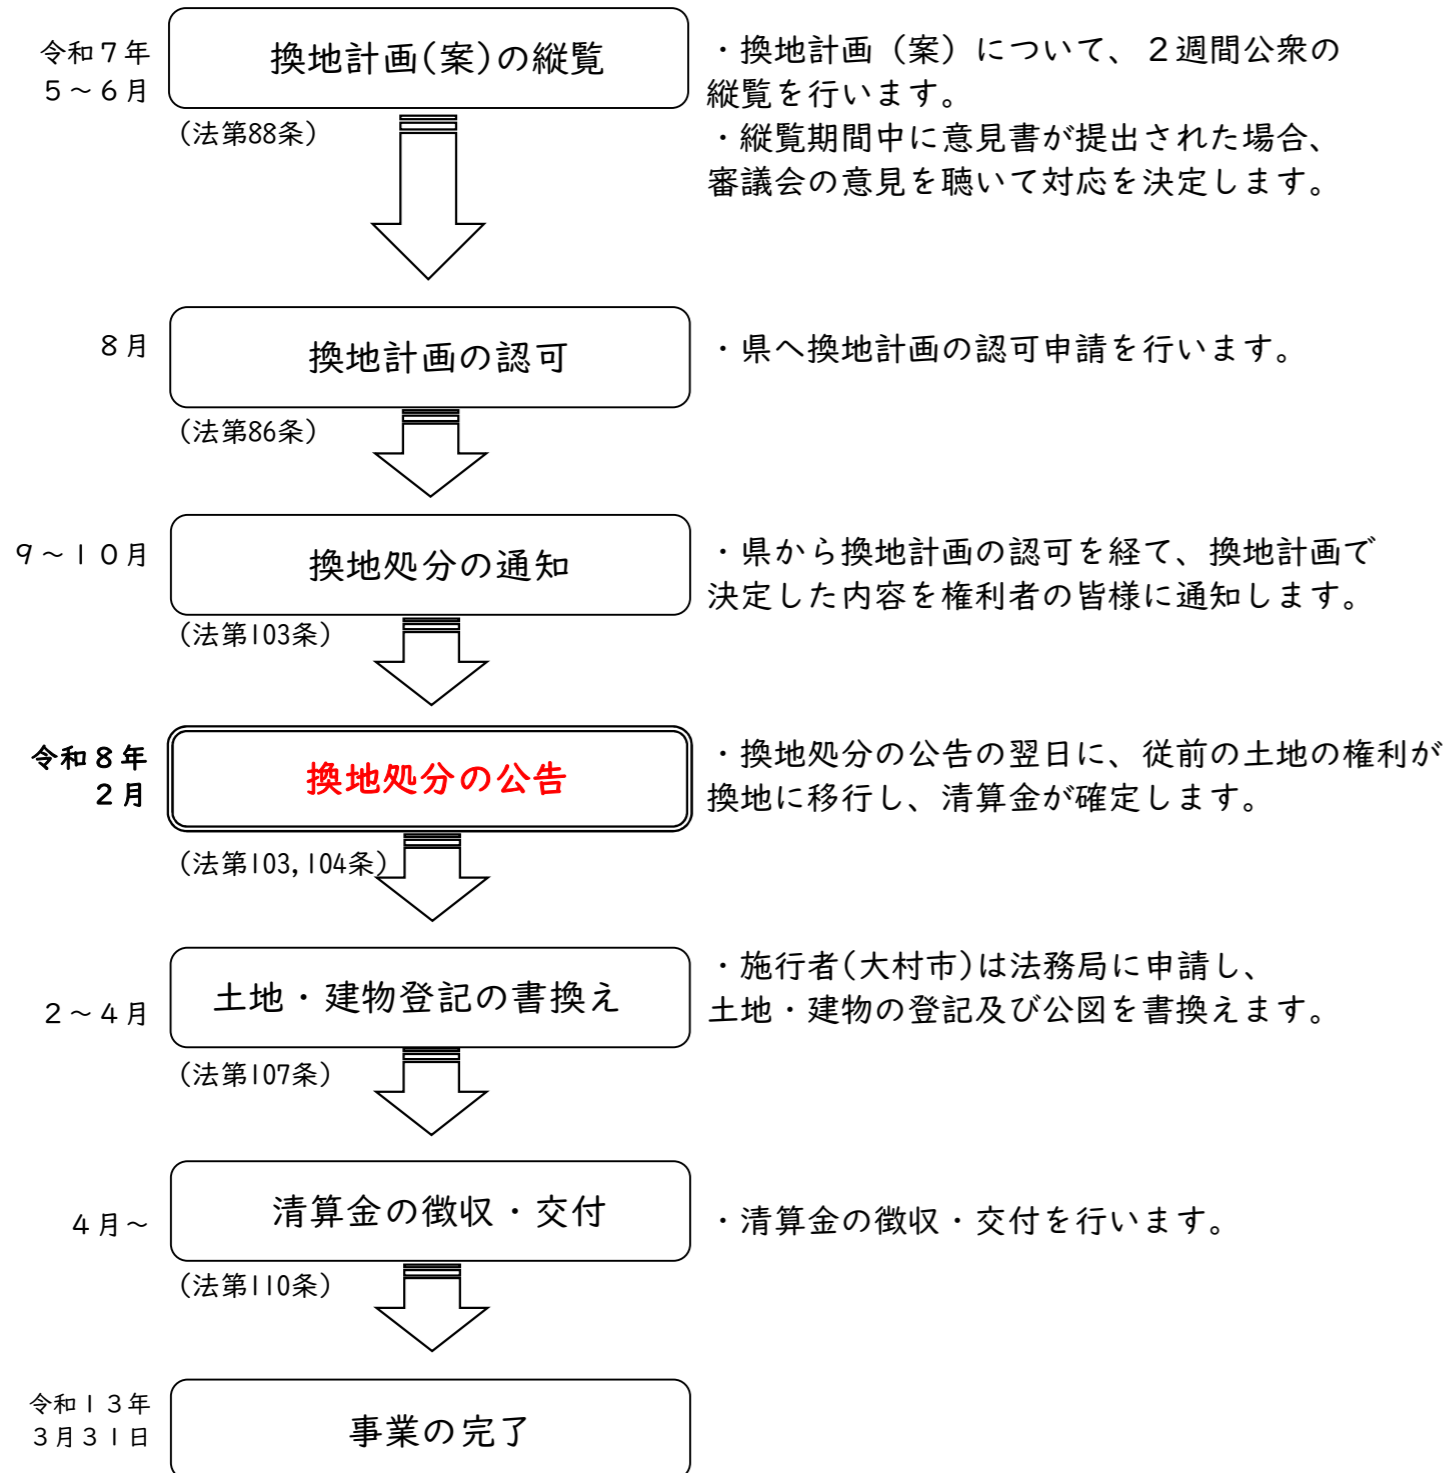 令和７年
５～６月
換地計画(案)の縦覧
(法第88条)
・換地計画（案）について、２週間公衆の
縦覧を行います。
・縦覧期間中に意見書が提出された場合、
審議会の意見を聴いて対応を決定します。
８月
換地計画の認可
(法第86条)
・県へ換地計画の認可申請を行います。
９～１０月
換地処分の通知
(法第103条)
・県から換地計画の認可を経て、換地計画で
決定した内容を権利者の皆様に通知します。
令和８年
２月
換地処分の公告
(法第103,104条)
・換地処分の公告の翌日に、従前の土地の権利が
換地に移行し、清算金が確定します。
２～４月
土地・建物登記の書換え
(法第107条)
・施行者(大村市)は法務局に申請し、
土地・建物の登記及び公図を書換えます。
４月～
清算金の徴収・交付
(法第110条)
・清算金の徴収・交付を行います。
令和１３年
３月３１日
事業の完了